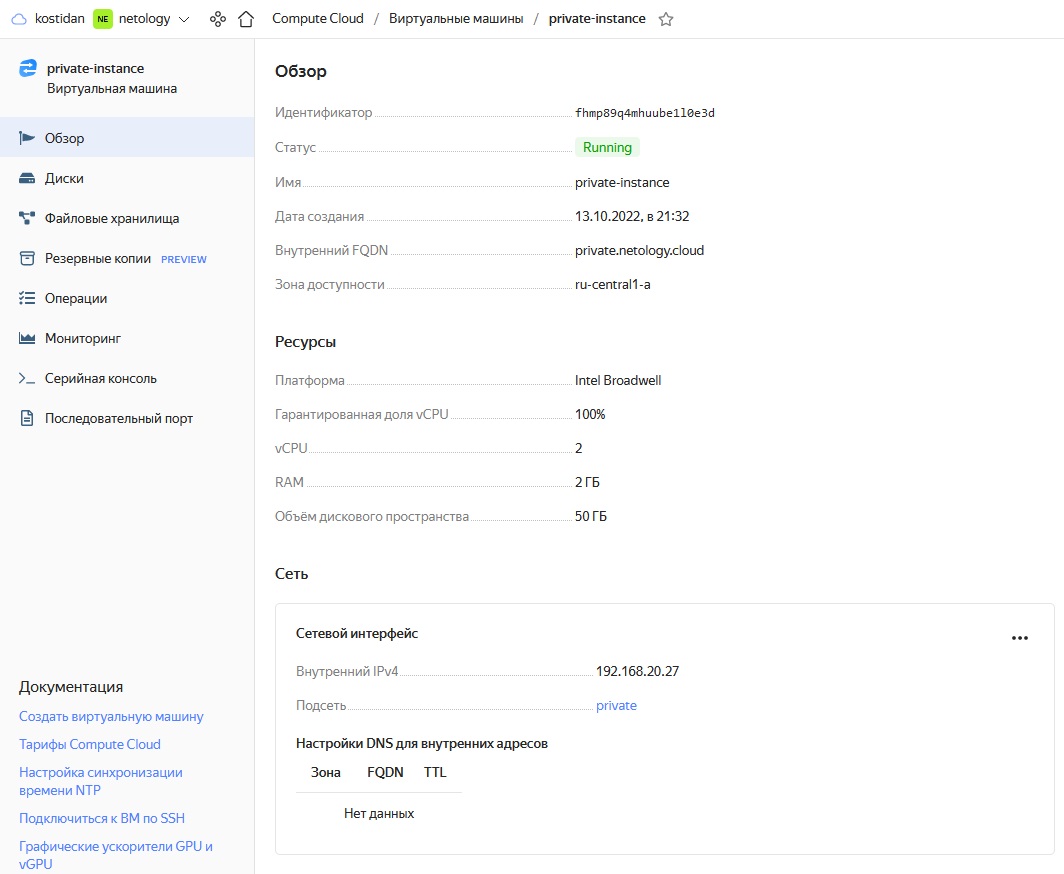 kostidan NE netology Compute Cloud / Виртуальные машины / private-instance
private-instance
Виртуальная машина
Обзор
Диски
Файловые хранилища
Резервные копии PREVIEW
Операции
Мониторинг
Серийная консоль
Последовательный порт
Документация
Создать виртуальную машину
Тарифы Compute Cloud
Настройка синхронизации
времени NTP
Подключиться к ВМ по SSH
Графические ускорители GPU и
vGPU
Обзор
Идентификатор fhmp89q4mhuube1l0e3d
Статус Running
Имя private-instance
Дата создания 13.10.2022, в 21:32
Внутренний FQDN private.netology.cloud
Зона доступности ru-central1-a
Ресурсы
Платформа Intel Broadwell
Гарантированная доля vCPU 100%
vCPU 2
RAM 2 ГБ
Объём дискового пространства 50 ГБ
Сеть
Сетевой интерфейс
Внутренний IPv4 192.168.20.27
Подсеть private
Настройки DNS для внутренних адресов
Зона FQDN TTL
Нет данных